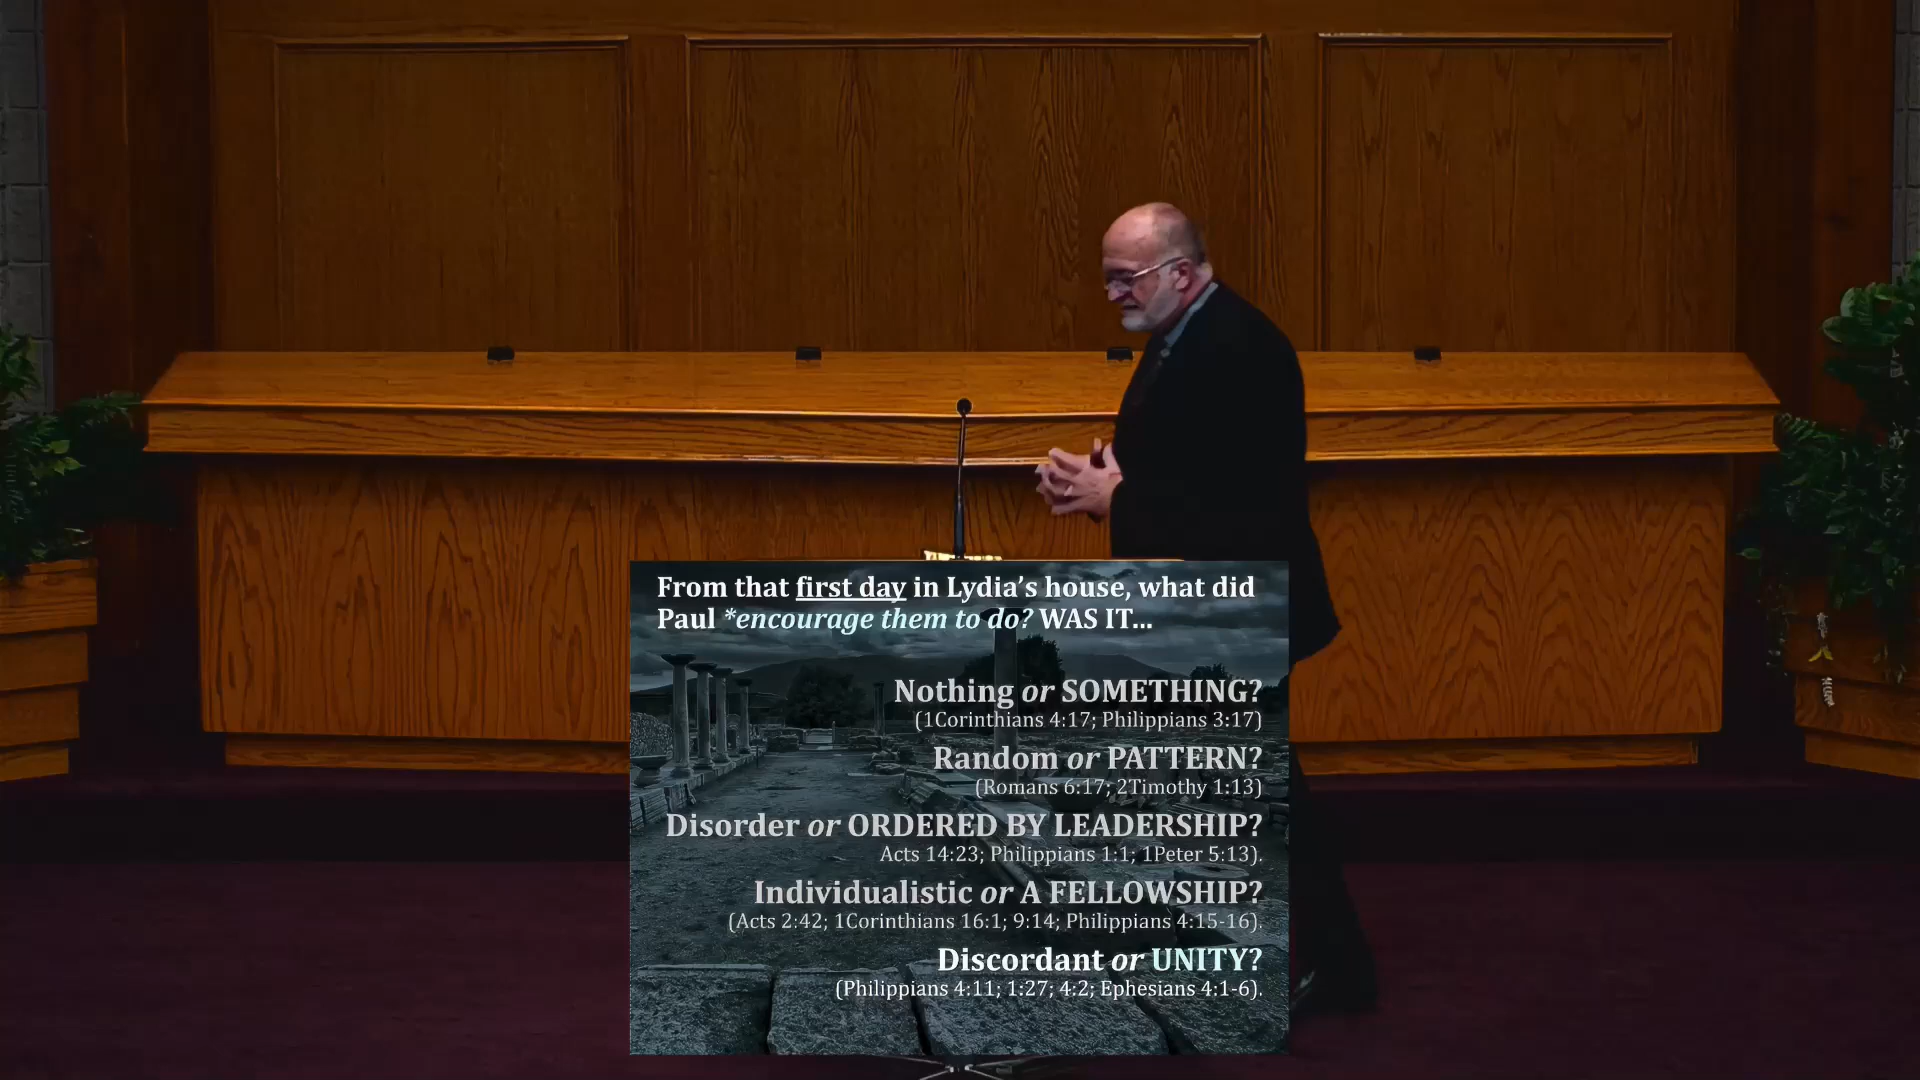 From that first day in Lydia's house, what did
Paul *encourage them to do? WAS IT...
Nothing or SOMETHING?
(1Corinthians 4:17; Philippians 3:17)
Random or PATTERN?
(Romans 6:17; 2Timothy 1:13)
Disorder or ORDERED BY LEADERSHIP?
Acts 14:23; Philippians 1:1; 1Peter 5:13).
Individualistic or A FELLOWSHIP?
(Acts 2:42; 1Corinthians 16:1; 9:14; Philippians 4:15-16).
Discordant or UNITY?
(Philippians 4:11; 1:27; 4:2; Ephesians 4:1-6).